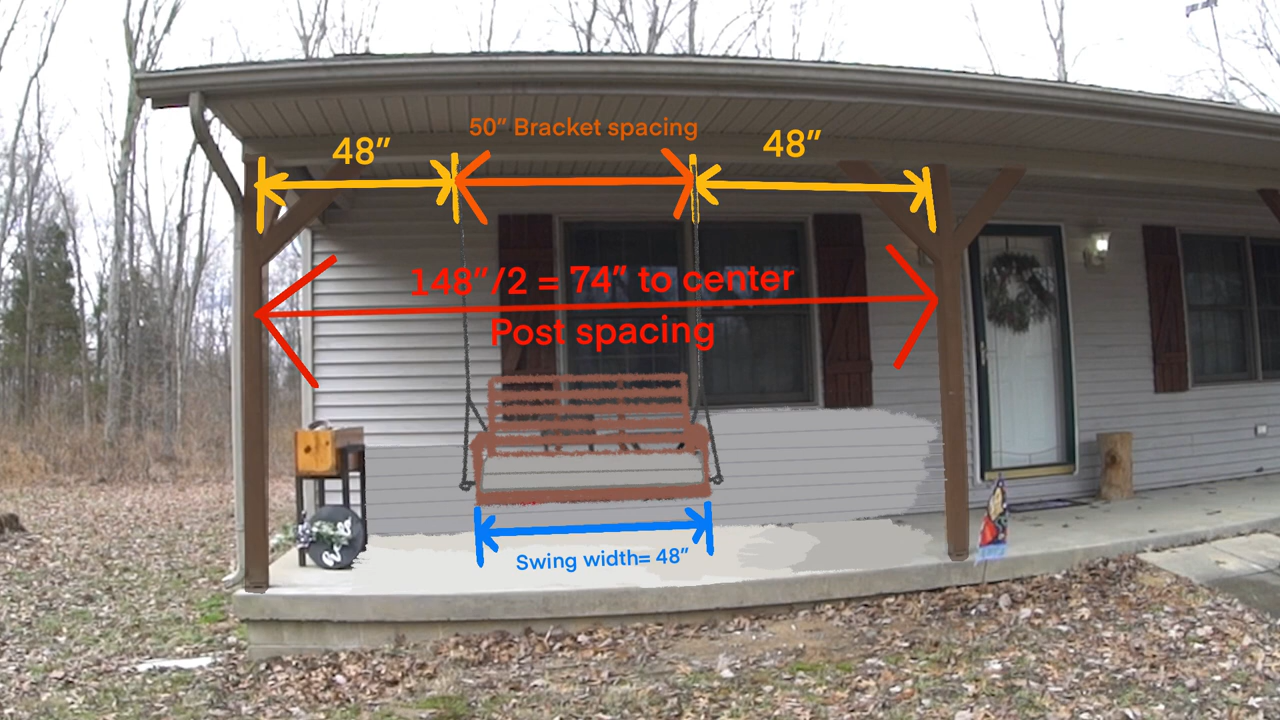 50” Bracket spacing
48”
48”
148”/2 = 74” to center
Post spacing
Swing width= 48”